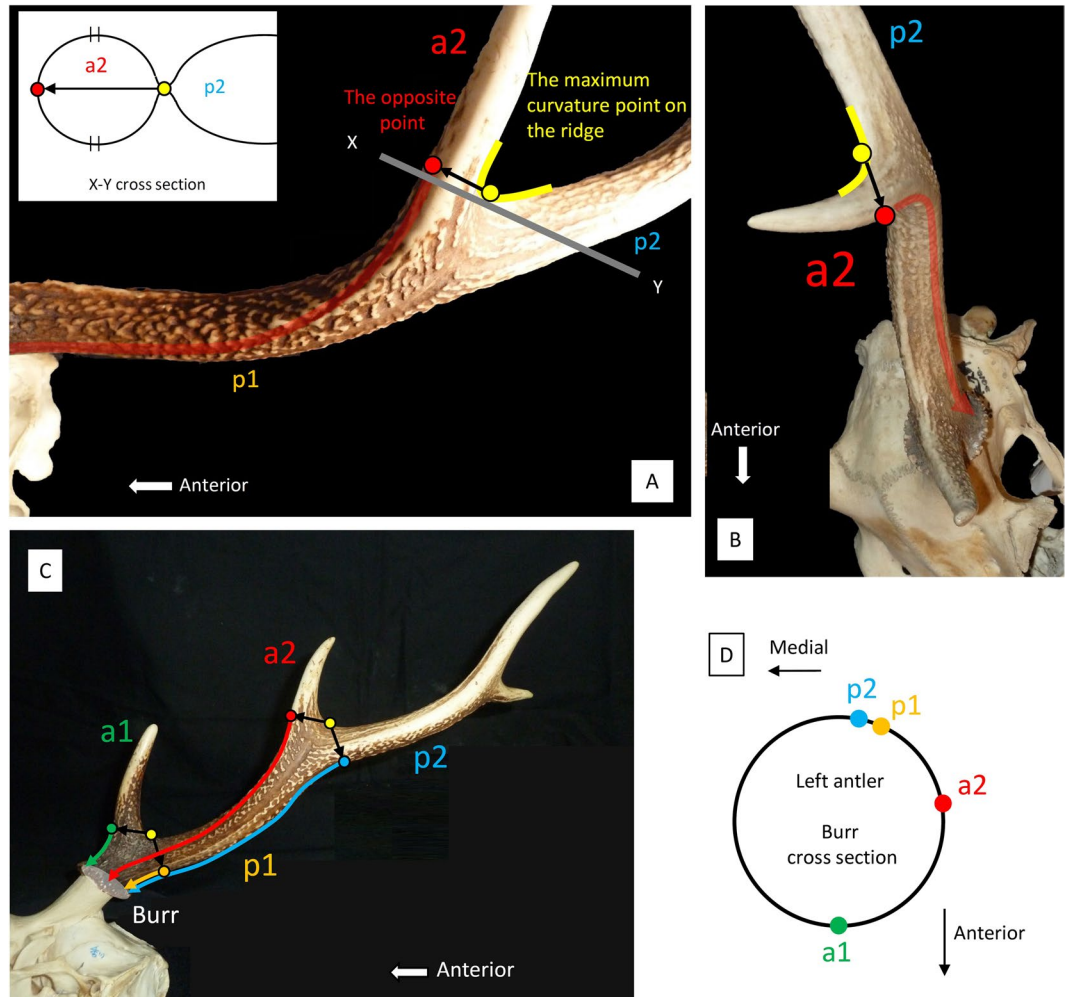 a2
p2
X-Y cross section
a2
The opposite
point
The maximum
curvature point on
the ridge
X
Y
p2
p1
Anterior
A
p2
a2
Anterior
B
C
a2
a1
p2
p1
Burr
Anterior
D
Medial
p2
p1
Left antler
a2
Burr
cross section
a1
Anterior